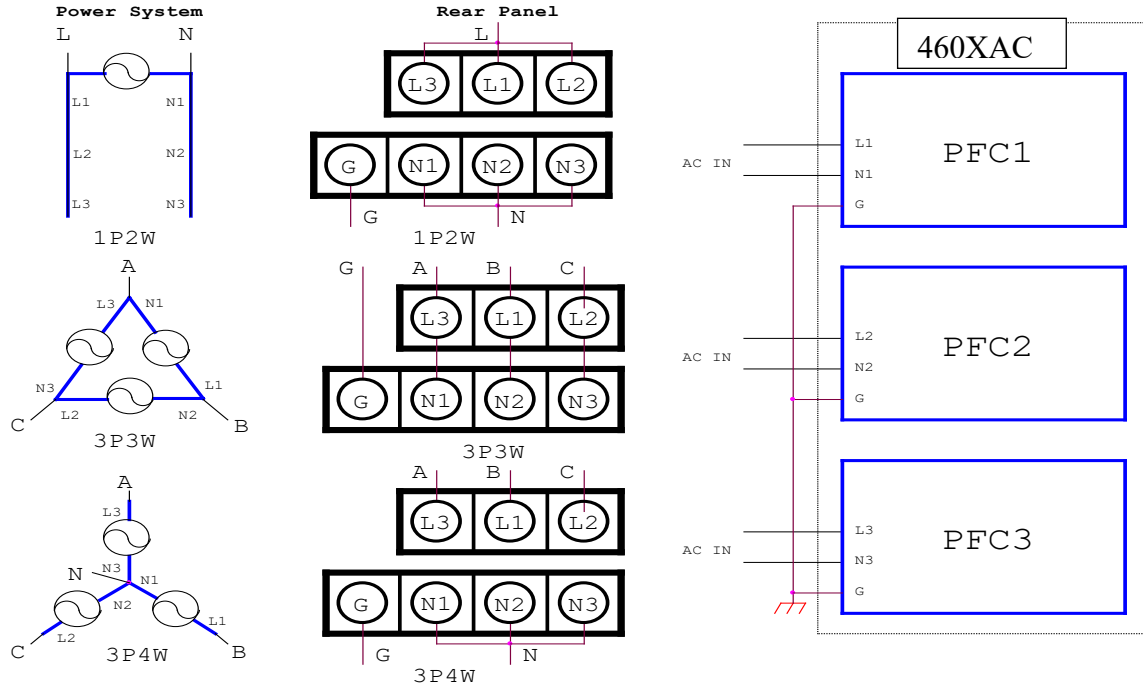 Power System
L N
L1 N1
L2 N2
L3 N3
1P2W
A
L3 N1
N3 L1
L2 N2
C B
3P3W
A
L3
N N3 N1
N2
L2 L1
C B
3P4W
Rear Panel
L
L3 L1 L2
G N1 N2 N3
G N
1P2W
G A B C
L3 L1 L2
G N1 N2 N3
3P3W
A B C
L3 L1 L2
G N1 N2 N3
G N
3P4W
460XAC
AC IN
L1
N1
G
PFC1
AC IN
L2
N2
G
PFC2
AC IN
L3
N3
G
PFC3